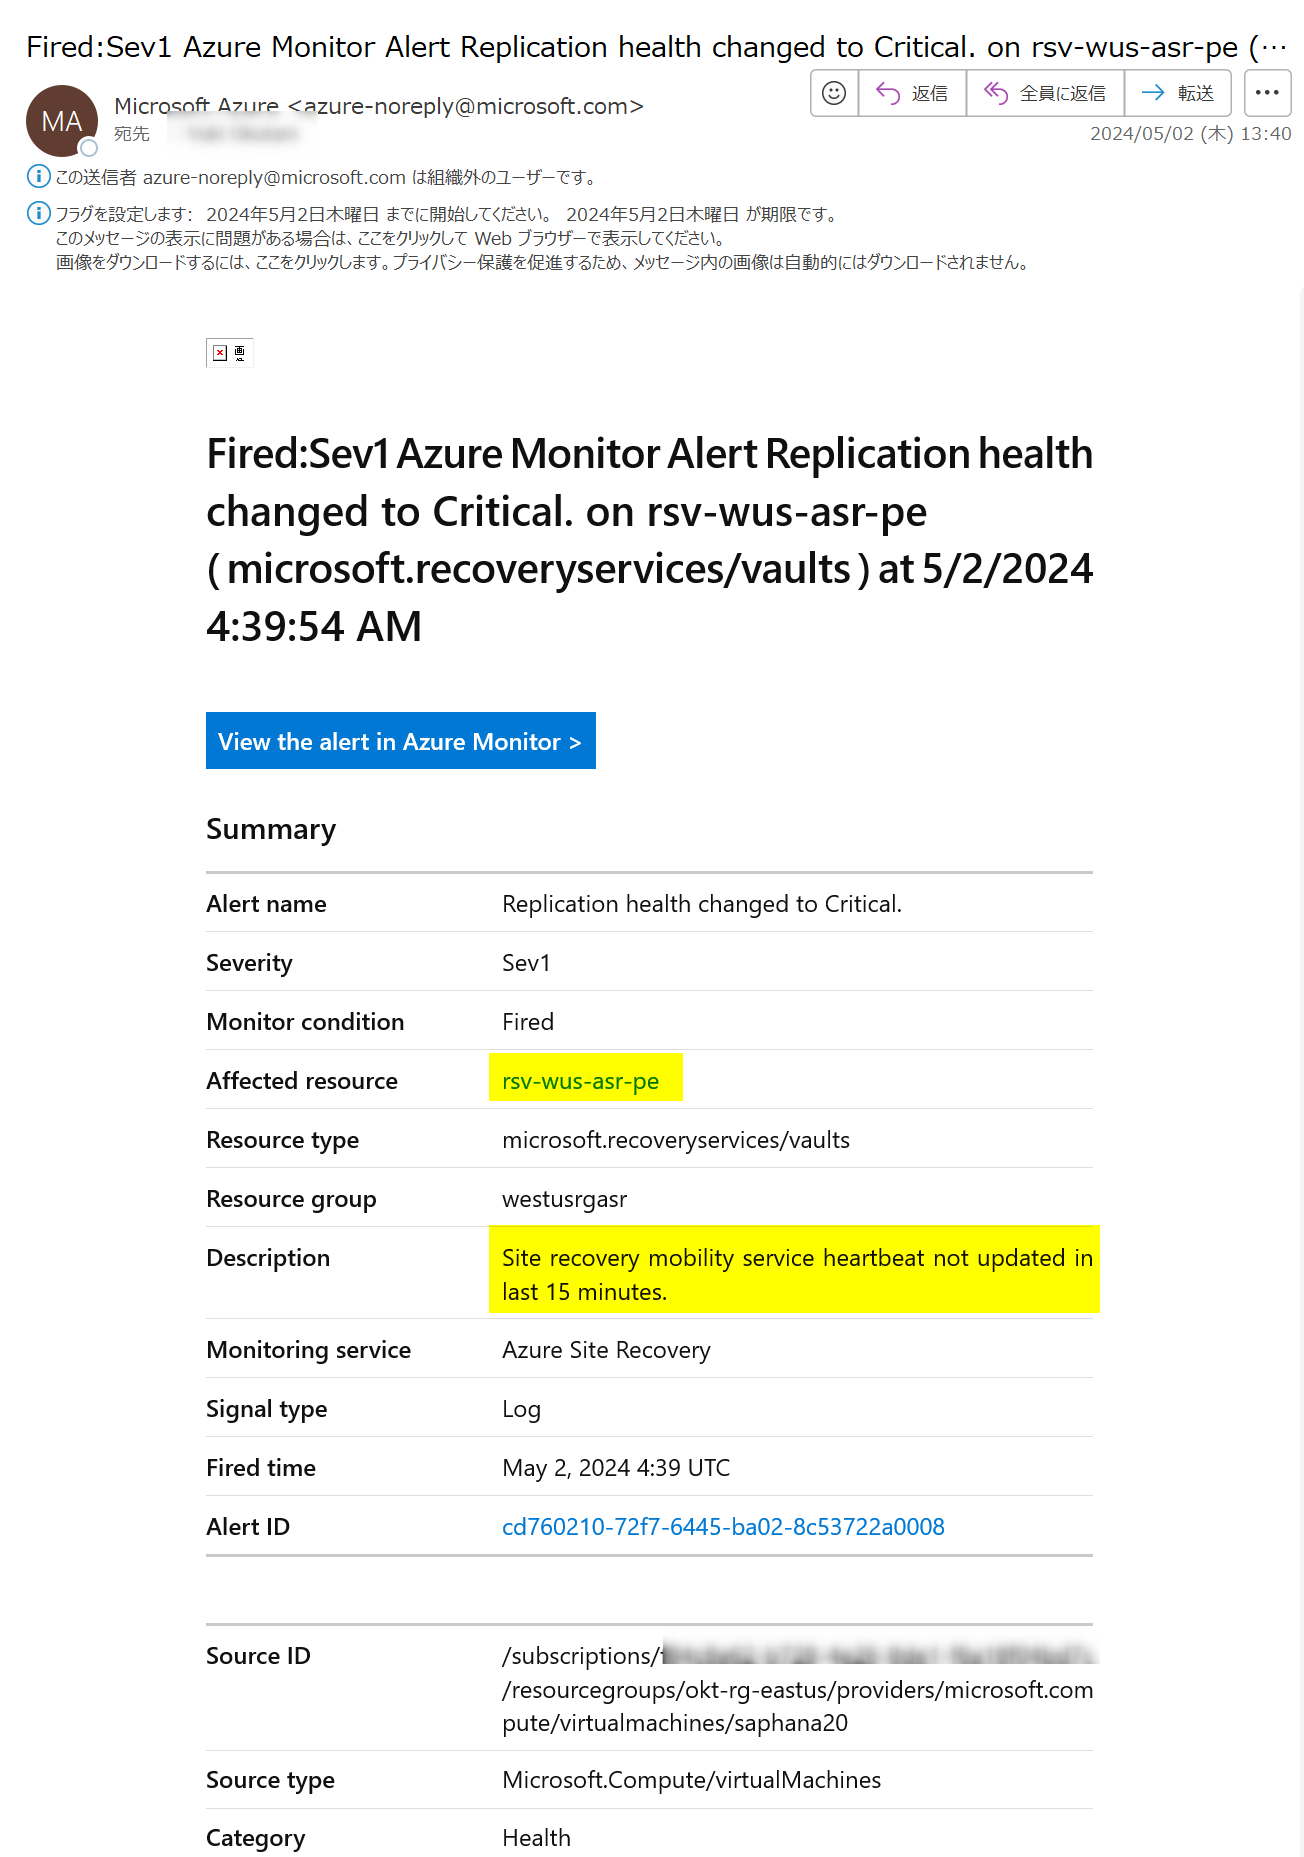 Fired:Sev1 Azure Monitor Alert Replication health changed to Critical. on rsv-wus-asr-pe (…
MA
Microsoft Azure <azure-noreply@microsoft.com>
返信
全員に返信
転送
宛先
2024/05/02 (木) 13:40
この送信者 azure-noreply@microsoft.com は組織外のユーザーです。
フラグを設定します: 2024年5月2日木曜日 までに開始してください。 2024年5月2日木曜日 が期限です。
このメッセージの表示に問題がある場合は、ここをクリックして Web ブラウザーで表示してください。
画像をダウンロードするには、ここをクリックします。プライバシー保護を促進するため、メッセージ内の画像は自動的にはダウンロードされません。
Fired:Sev1 Azure Monitor Alert Replication health
changed to Critical. on rsv-wus-asr-pe
( microsoft.recoveryservices/vaults ) at 5/2/2024
4:39:54 AM
View the alert in Azure Monitor >
Summary
Alert name Replication health changed to Critical.
Severity Sev1
Monitor condition Fired
Affected resource rsv-wus-asr-pe
Resource type microsoft.recoveryservices/vaults
Resource group westusrgasr
Description Site recovery mobility service heartbeat not updated in
last 15 minutes.
Monitoring service Azure Site Recovery
Signal type Log
Fired time May 2, 2024 4:39 UTC
Alert ID cd760210-72f7-6445-ba02-8c53722a0008
Source ID /subscriptions/
/resourcegroups/okt-rg-eastus/providers/microsoft.com
pute/virtualmachines/saphana20
Source type Microsoft.Compute/virtualMachines
Category Health